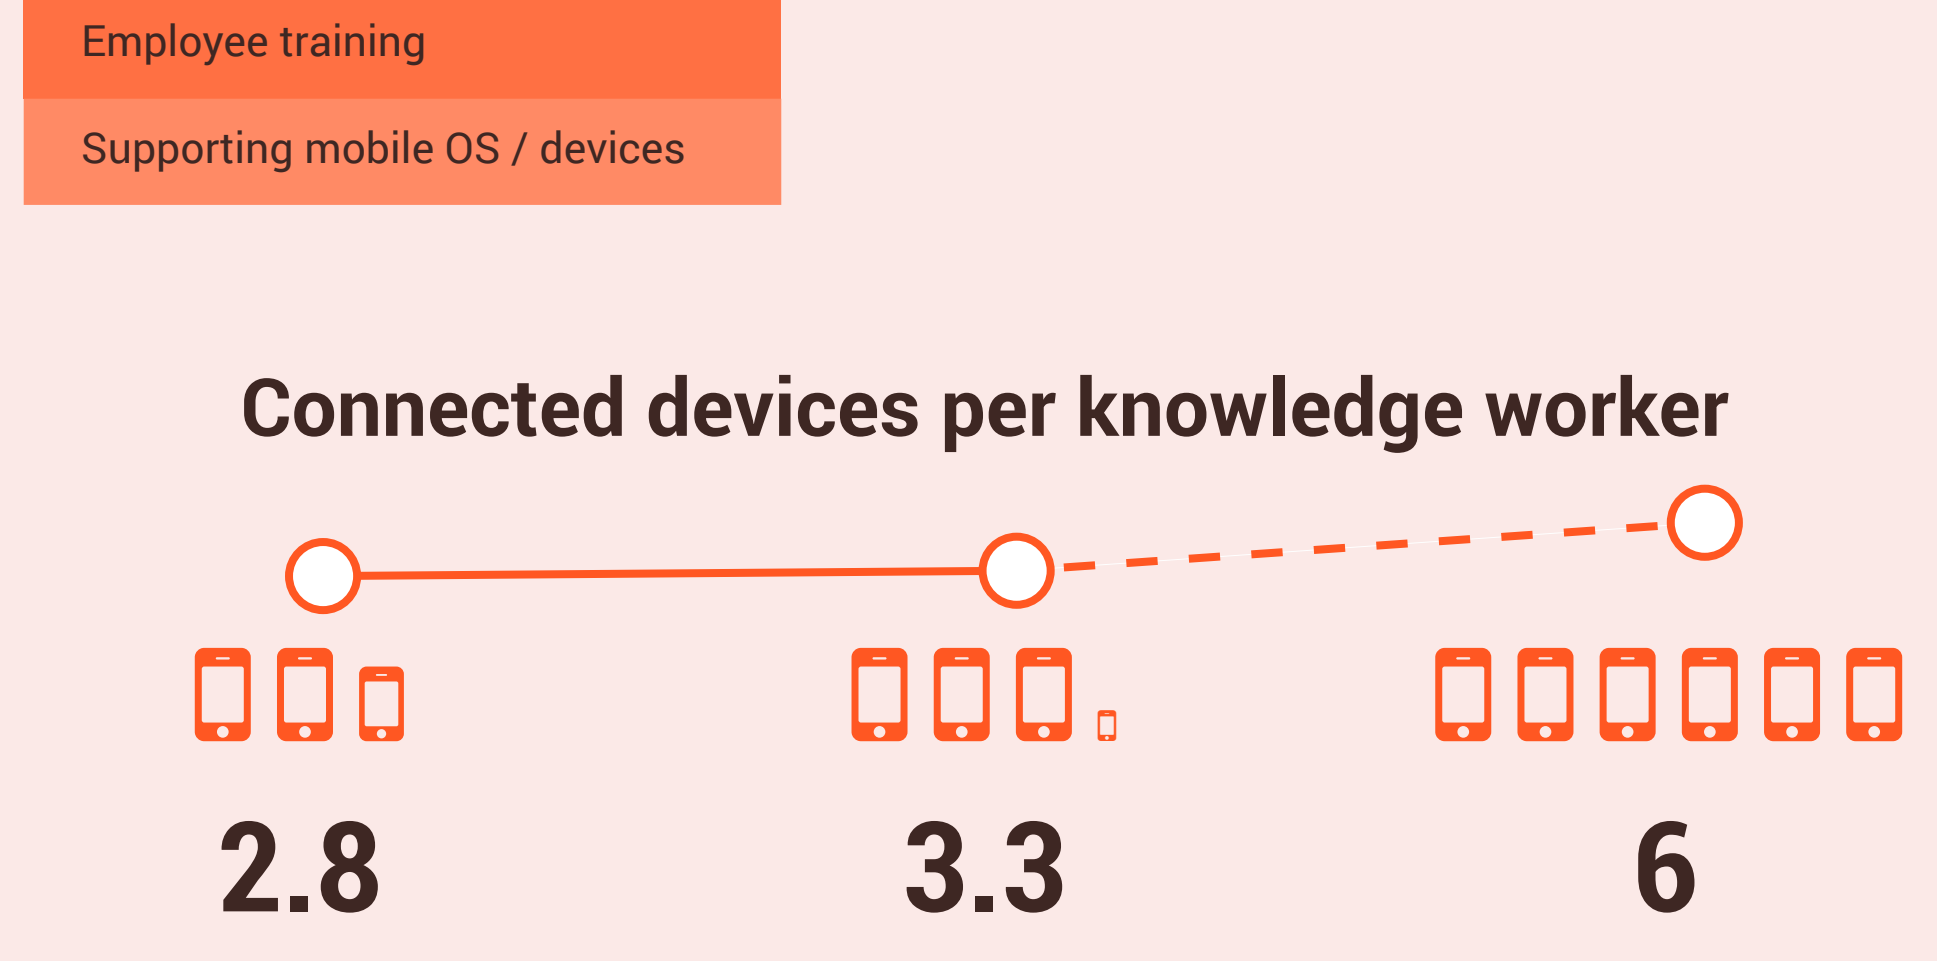 Employee training
Supporting mobile OS / devices
Connected devices per knowledge worker
2.8
3.3
6